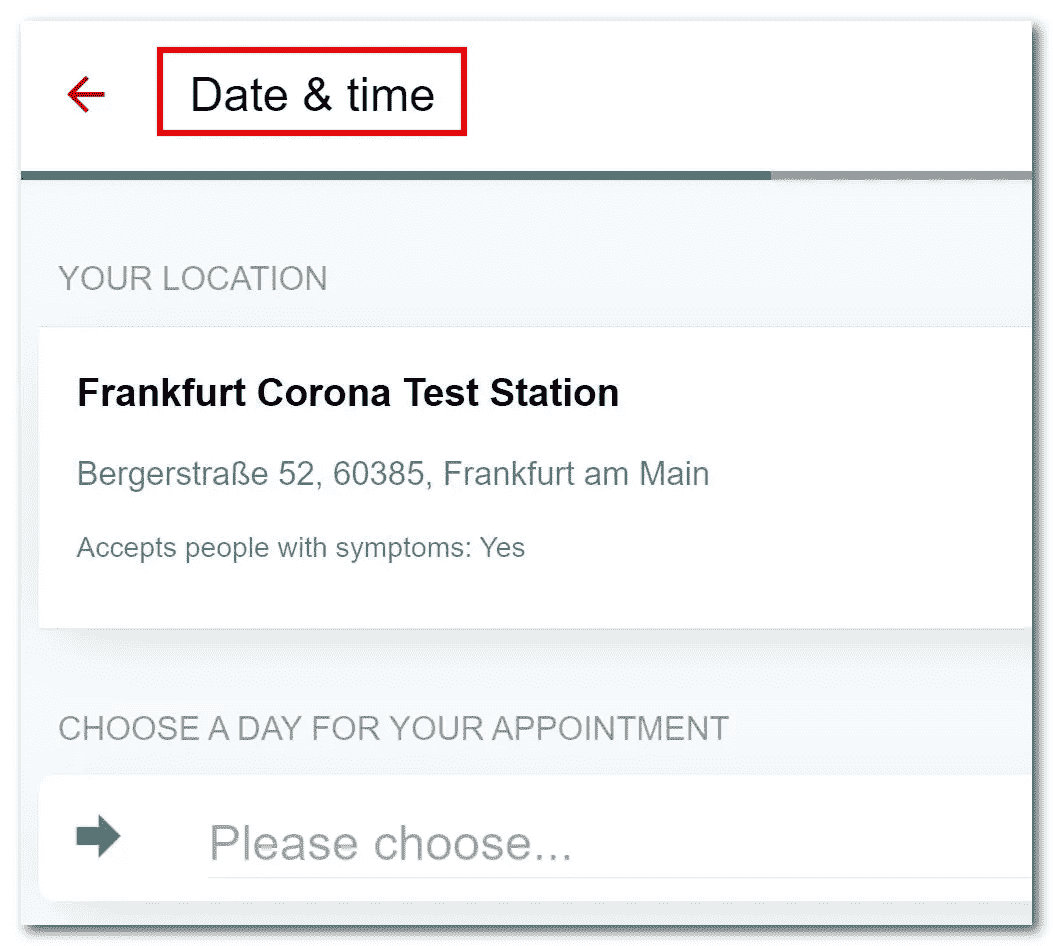 Date & time
YOUR LOCATION
Frankfurt Corona Test Station
Bergerstraße 52, 60385, Frankfurt am Main
Accepts people with symptoms: Yes
CHOOSE A DAY FOR YOUR APPOINTMENT
Please choose...